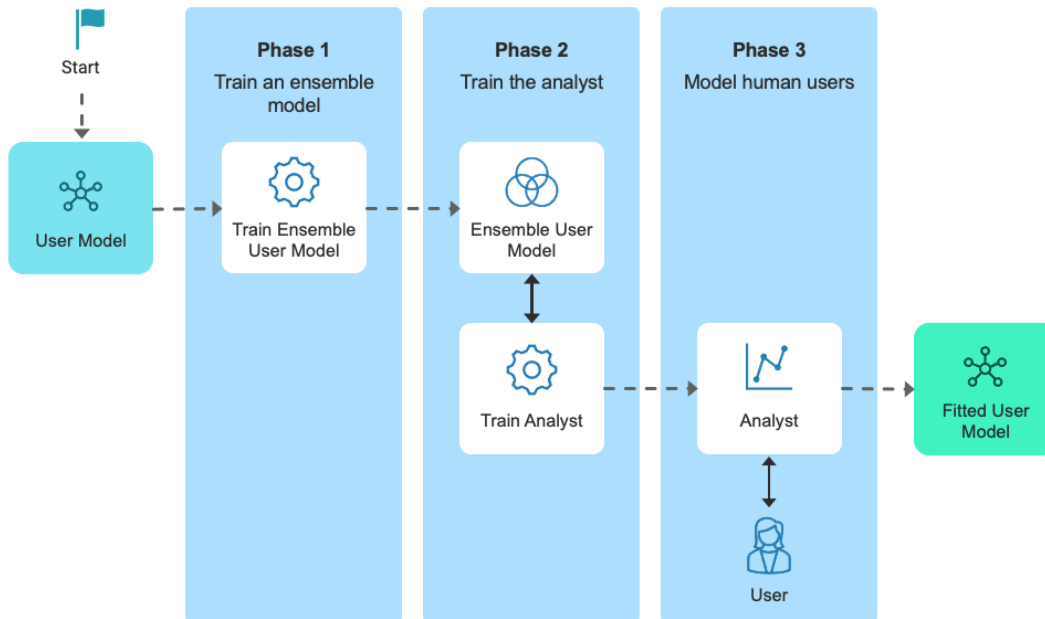 Start
User Model
Phase 1
Train an ensemble
model
Train Ensemble
User Model
Phase 2
Train the analyst
Ensemble User
Model
Train Analyst
Phase 3
Model human users
Analyst
User
Fitted User
Model